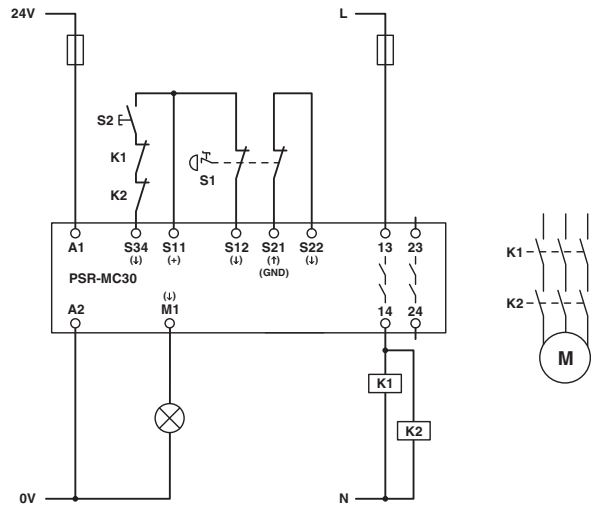 24V
L
S2
K1
S1
K2
A1
S34
S11
S12
S21
S22
13
23
(↓)
(+)
(↓)
(↑)
(↓)
(GND)
PSR-MC30
(↓)
A2
M1
14
24
K1
K2
M
K1
K2
0V
N